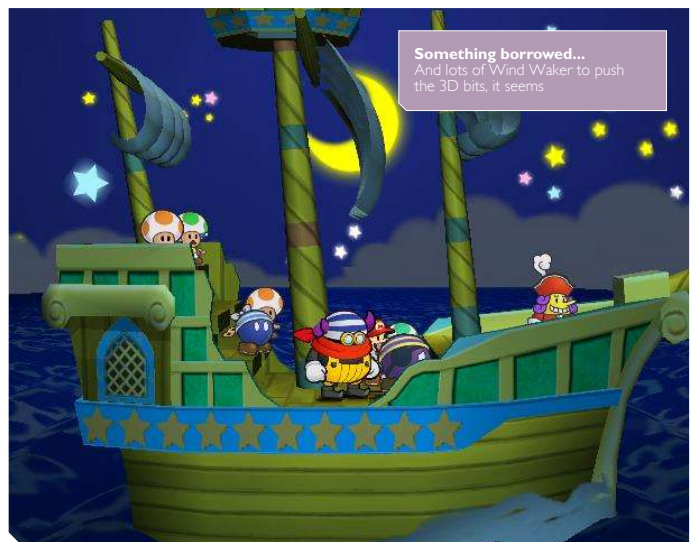 Something borrowed...
And lots of Wind Waker to push
the 3D bits, it seems